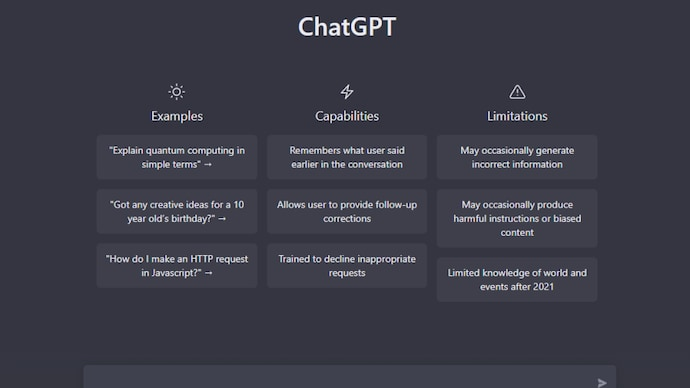 ChatGPT
Examples
"Explain quantum computing in
simple terms" →
"Got any creative ideas for a 10
year old's birthday?" →
"How do I make an HTTP request
in Javascript?" →
Capabilities
Remembers what user said
earlier in the conversation
Allows user to provide follow-up
corrections
Trained to decline inappropriate
requests
Limitations
May occasionally generate
incorrect information
May occasionally produce
harmful instructions or biased
content
Limited knowledge of world and
events after 2021